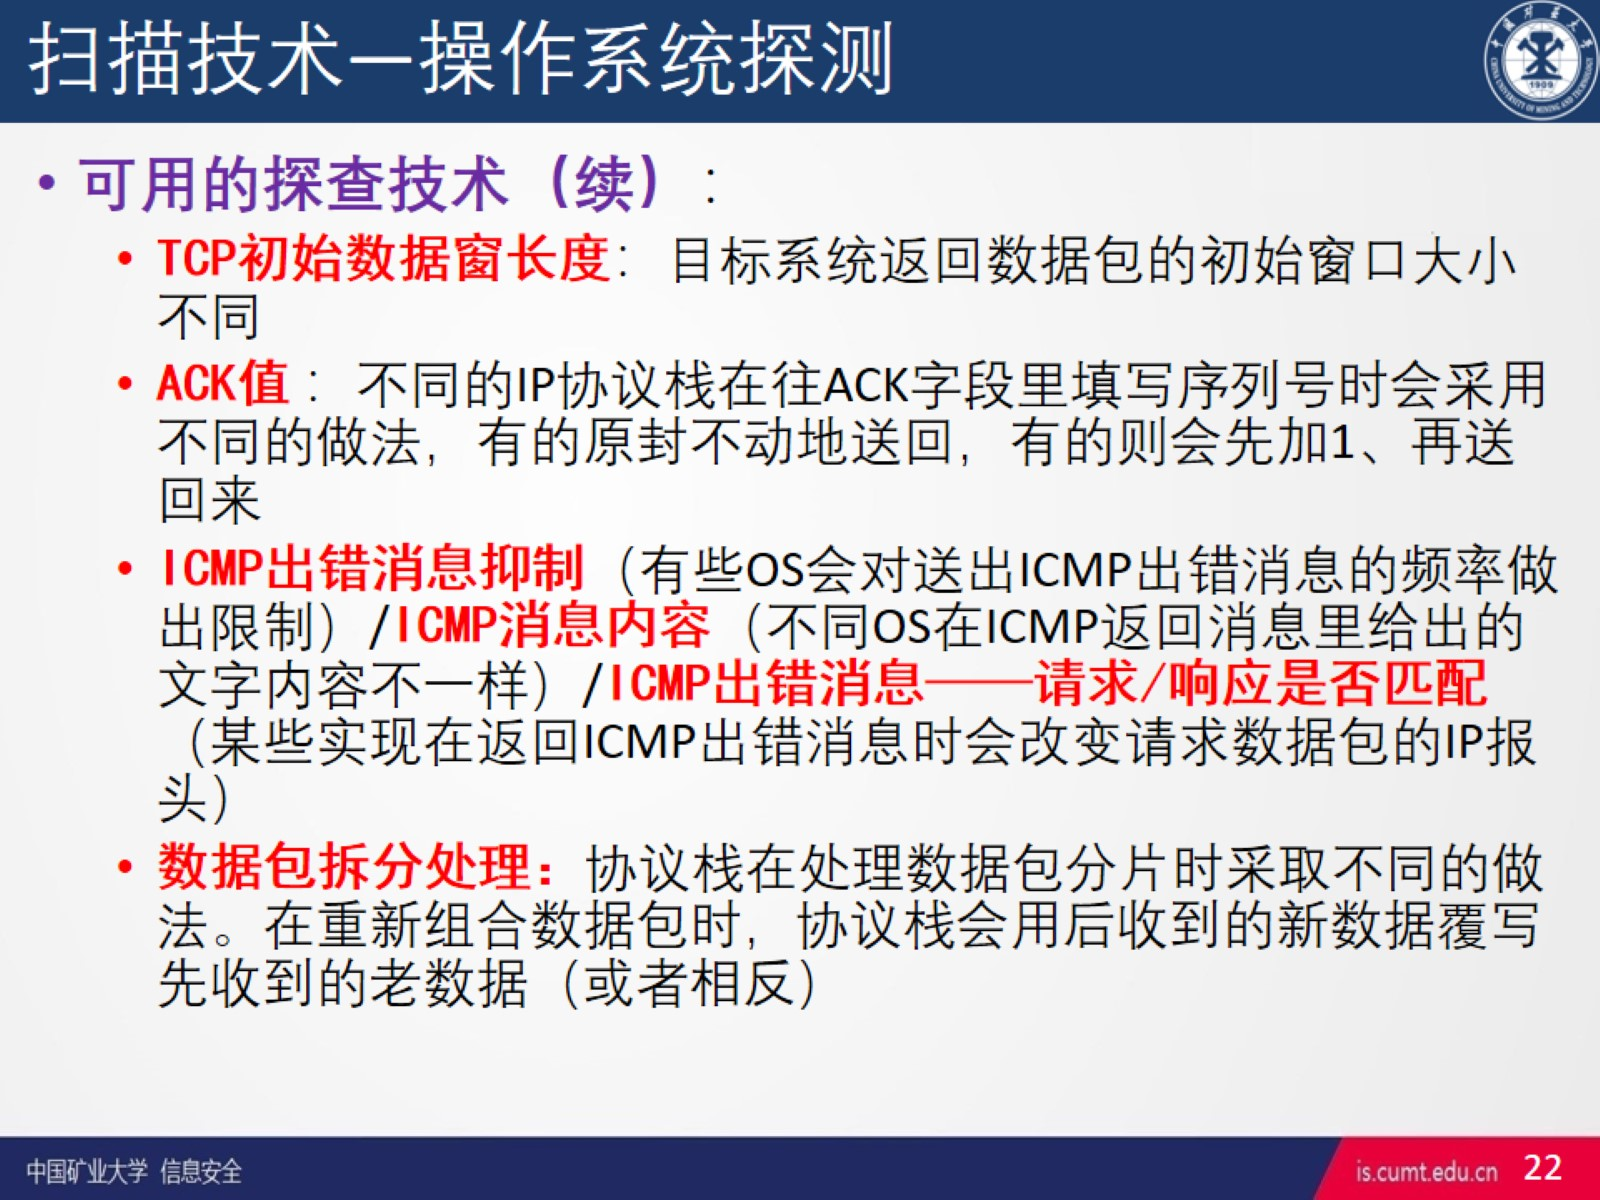 扫描技术—操作系统探测
• 可用的探查技术（续）：
• TCP初始数据窗长度： 目标系统返回数据包的初始窗口大小
不同
• ACK值： 不同的IP协议栈在往ACK字段里填写序列号时会采用
不同的做法，有的原封不动地送回，有的则会先加1、再送
回来
• ICMP出错消息抑制（有些OS会对送出ICMP出错消息的频率做
出限制）/ICMP消息内容（不同OS在ICMP返回消息里给出的
文字内容不一样）/ICMP出错消息——请求/响应是否匹配
（某些实现在返回ICMP出错消息时会改变请求数据包的IP报
头）
• 数据包拆分处理：协议栈在处理数据包分片时采取不同的做
法。在重新组合数据包时，协议栈会用后收到的新数据覆写
先收到的老数据（或者相反）
中国矿业大学 信息安全
is.cumt.edu.cn 22
CHINA UNIVERSITY OF MINING AND TECHNOLOGY
1909